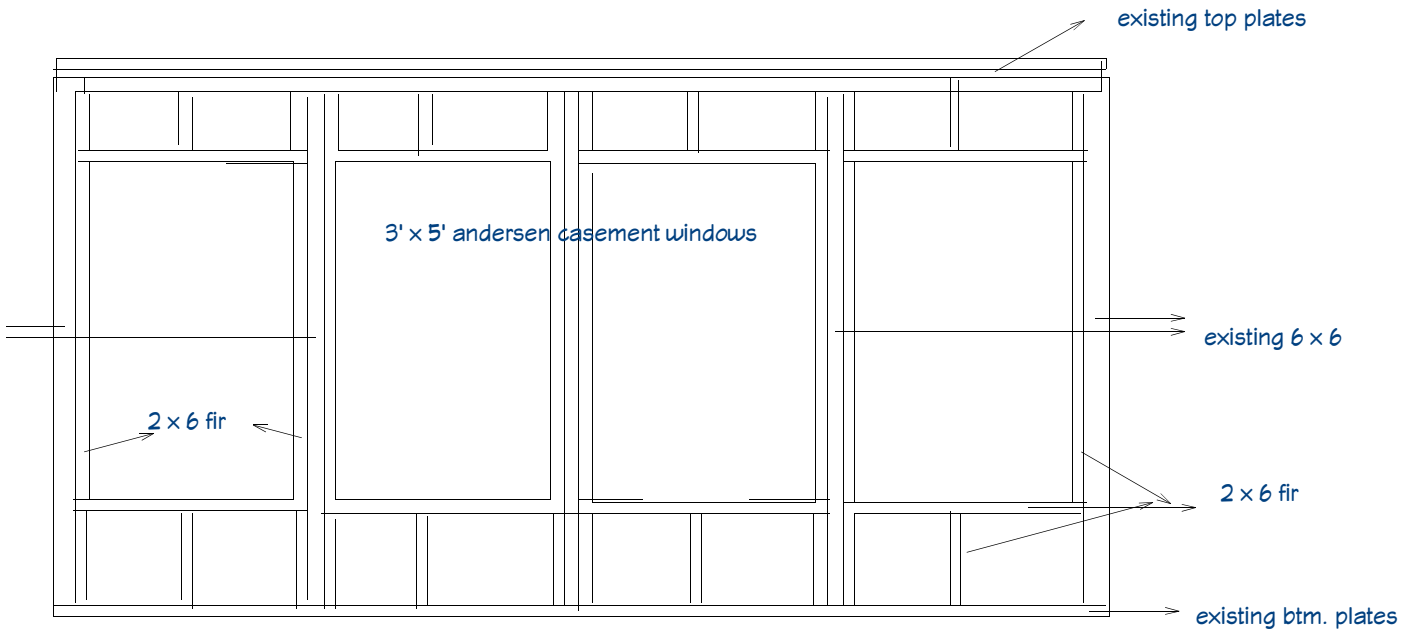 existing top plates
3' x 5' andersen casement windows
existing 6 x 6
2 x 6 fir
2 x 6 fir
existing btm. plates